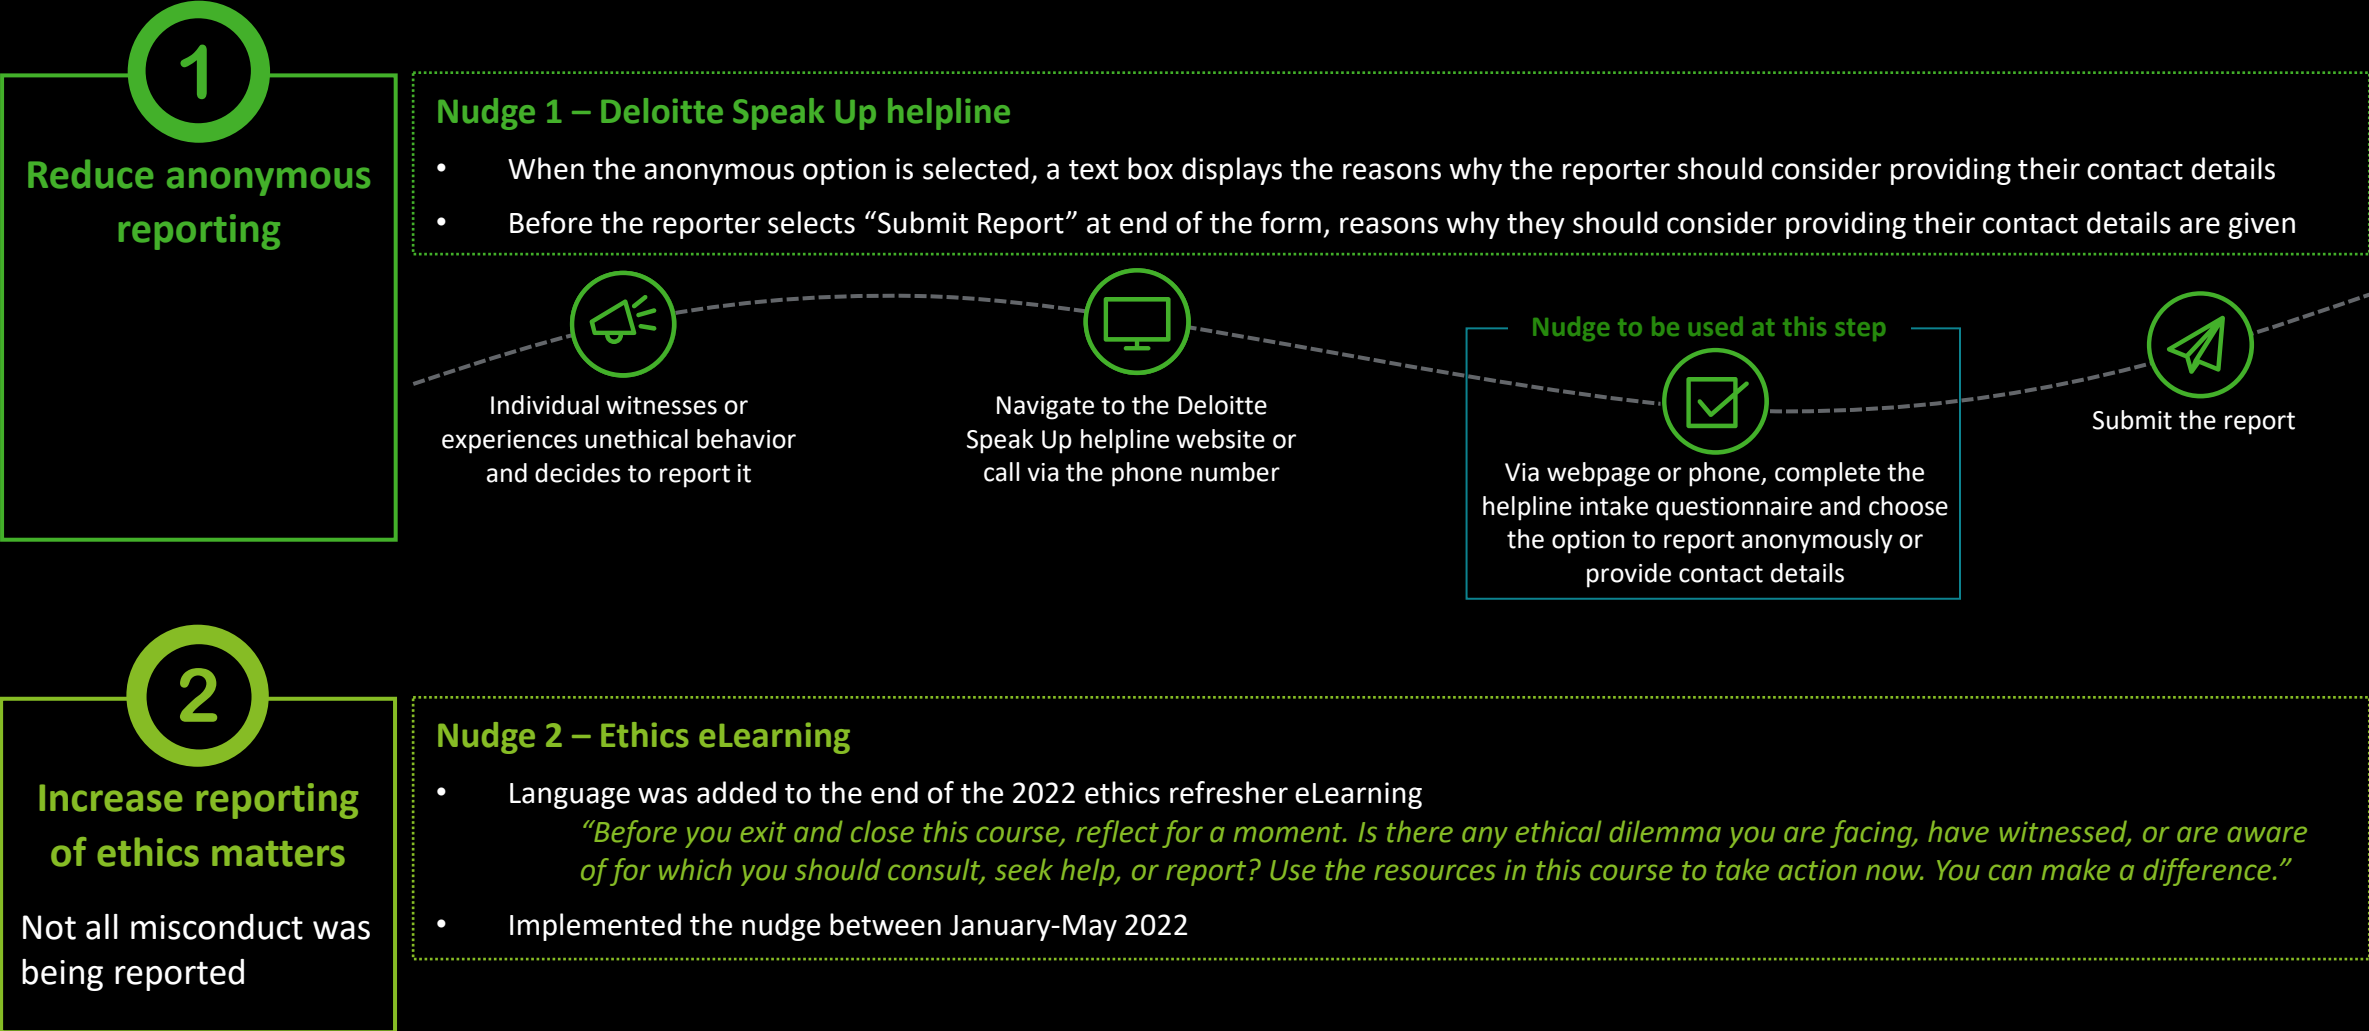 1
Reduce anonymous
reporting
Nudge 1 – Deloitte Speak Up helpline
• When the anonymous option is selected, a text box displays the reasons why the reporter should consider providing their contact details
• Before the reporter selects “Submit Report” at end of the form, reasons why they should consider providing their contact details are given
Individual witnesses or
experiences unethical behavior
and decides to report it
Navigate to the Deloitte
Speak Up helpline website or
call via the phone number
Nudge to be used at this step
Via webpage or phone, complete the
helpline intake questionnaire and choose
the option to report anonymously or
provide contact details
Submit the report
2
Increase reporting
of ethics matters
Not all misconduct was
being reported
Nudge 2 – Ethics eLearning
• Language was added to the end of the 2022 ethics refresher eLearning
“Before you exit and close this course, reflect for a moment. Is there any ethical dilemma you are facing, have witnessed, or are aware
of for which you should consult, seek help, or report? Use the resources in this course to take action now. You can make a difference.”
• Implemented the nudge between January-May 2022